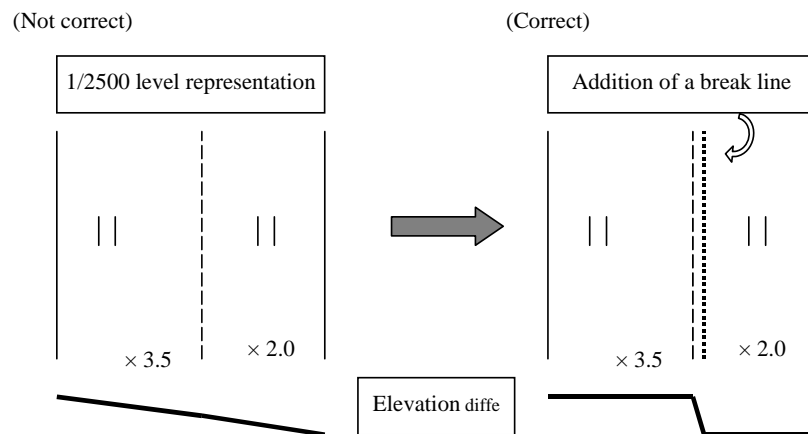 (Not correct) (Correct)
1/2500 level representation Addition of a break line
× 3.5 × 2.0 × 3.5 × 2.0
Elevation diffe